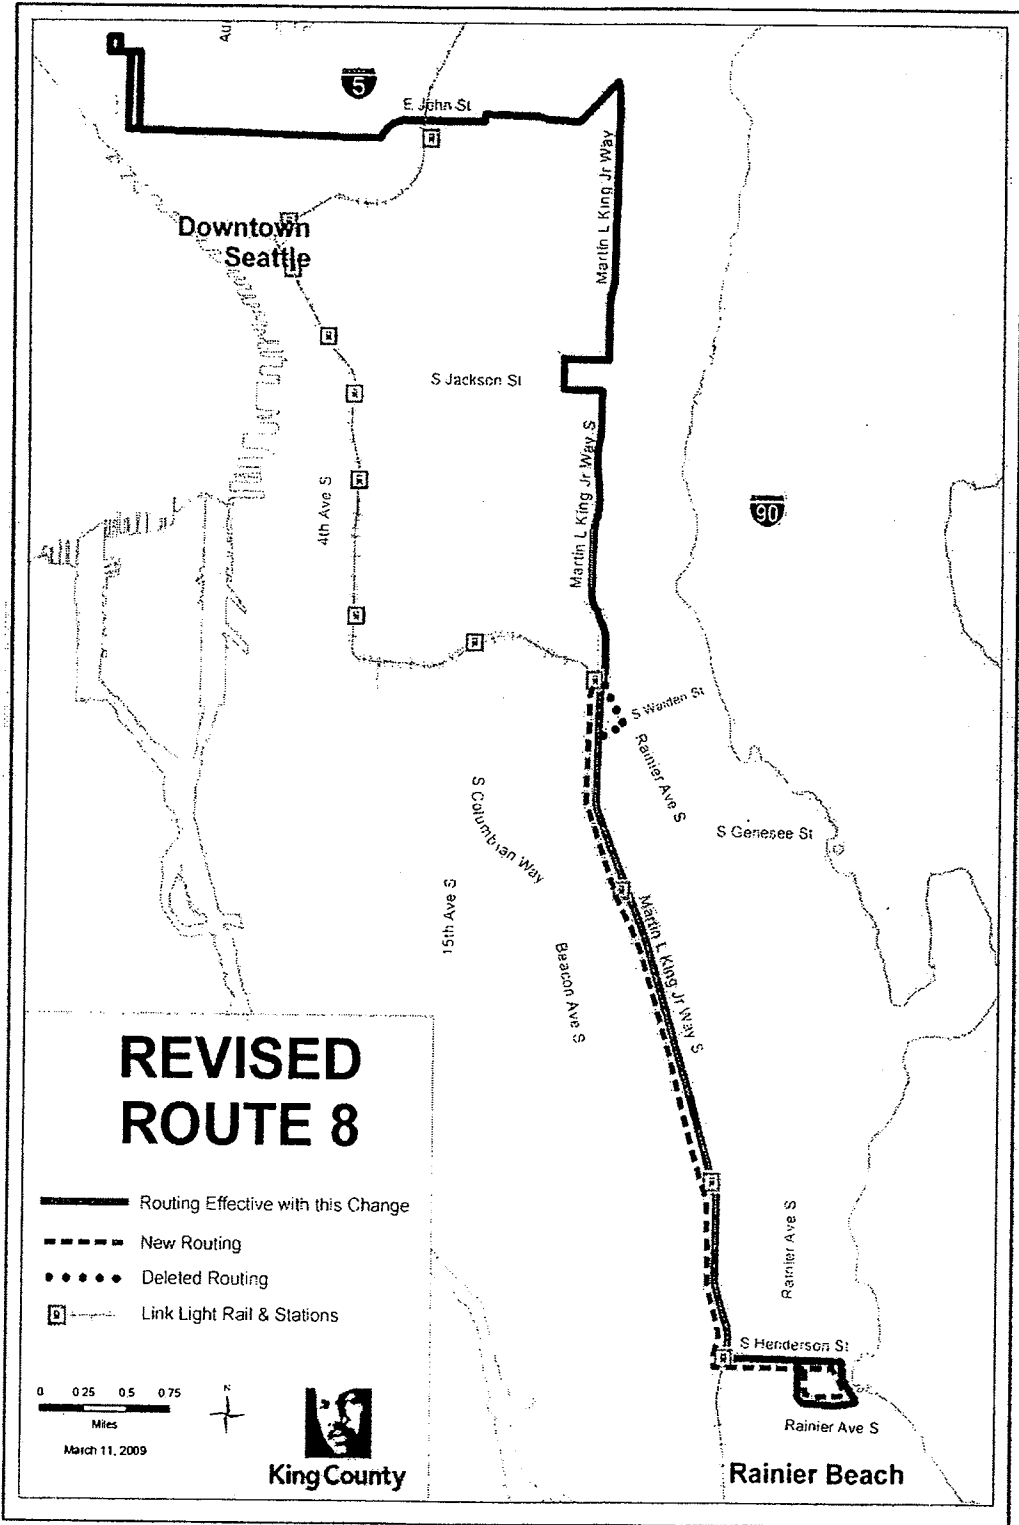 Au
5
E John St
Martin L King Jr Way
Downtown
Seattle
S Jackson St
4th Ave S
Martin L King Jr Way S
90
S Walden St
Rainier Ave S
S Columbian Way
S Genesee St
15th Ave S
Martin L King Jr Way S
Beacon Ave S
REVISED
ROUTE 8
Routing Effective with this Change
New Routing
Deleted Routing
Link Light Rail & Stations
Rainier Ave S
S Henderson St
Rainier Ave S
Rainier Beach
0 0.25 0.5 0.75
Miles
N
March 11, 2009
King County